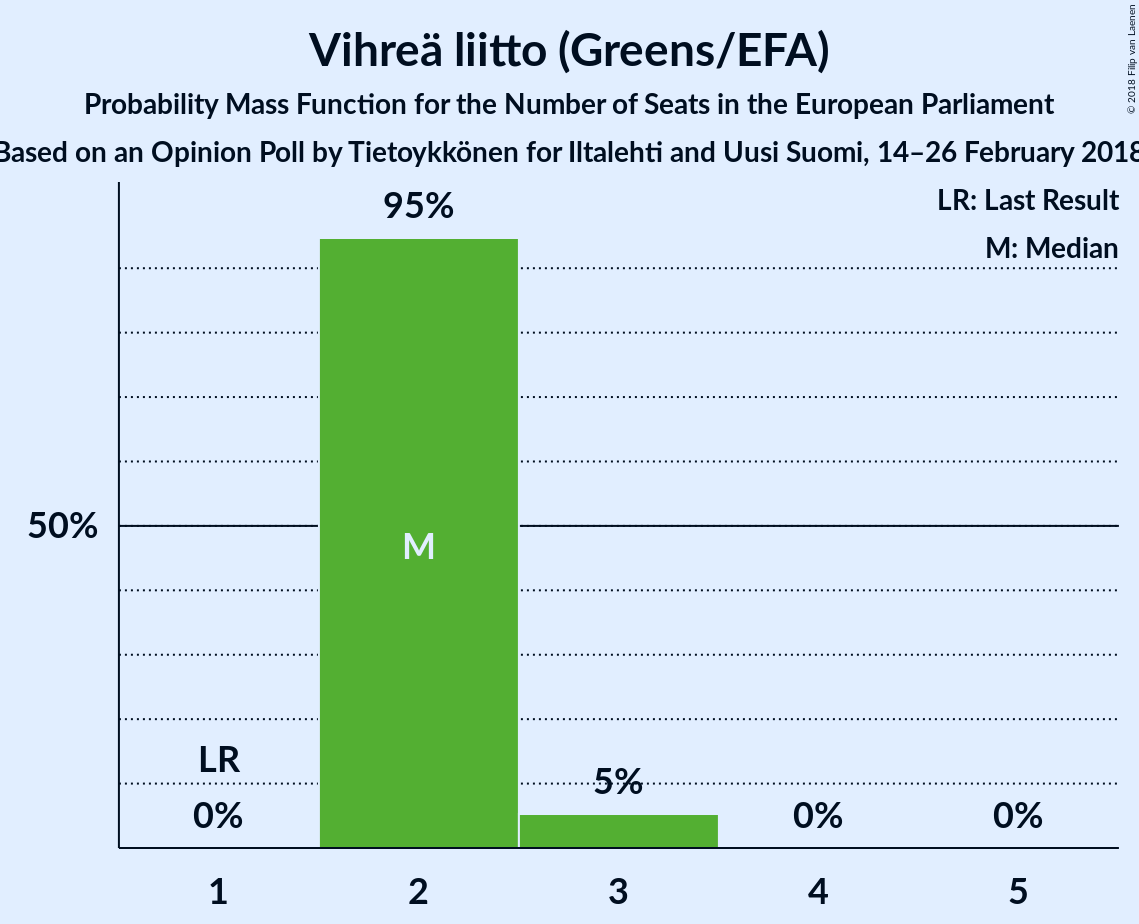 Vihreä liitto (Greens/EFA)
Probability Mass Function for the Number of Seats in the European Parliament
Based on an Opinion Poll by Tietoykkönen for Iltalehti and Uusi Suomi, 14–26 February 2018
© 2018 Filip van Laenen
LR: Last Result
M: Median
95%
50%
M
LR
5%
0%
0%
0%
1
2
3
4
5